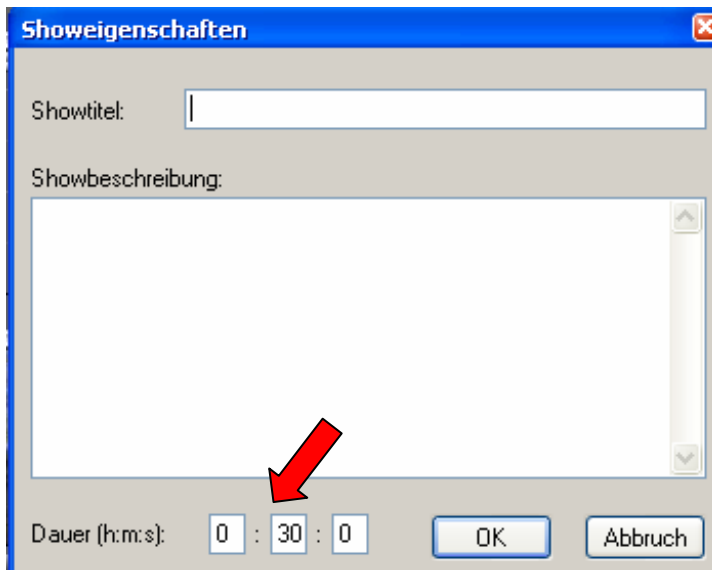 Showeigenschaften
Showtitel:
Showbeschreibung:
Dauer (h:m:s): 0 : 30 : 0 OK Abbruch